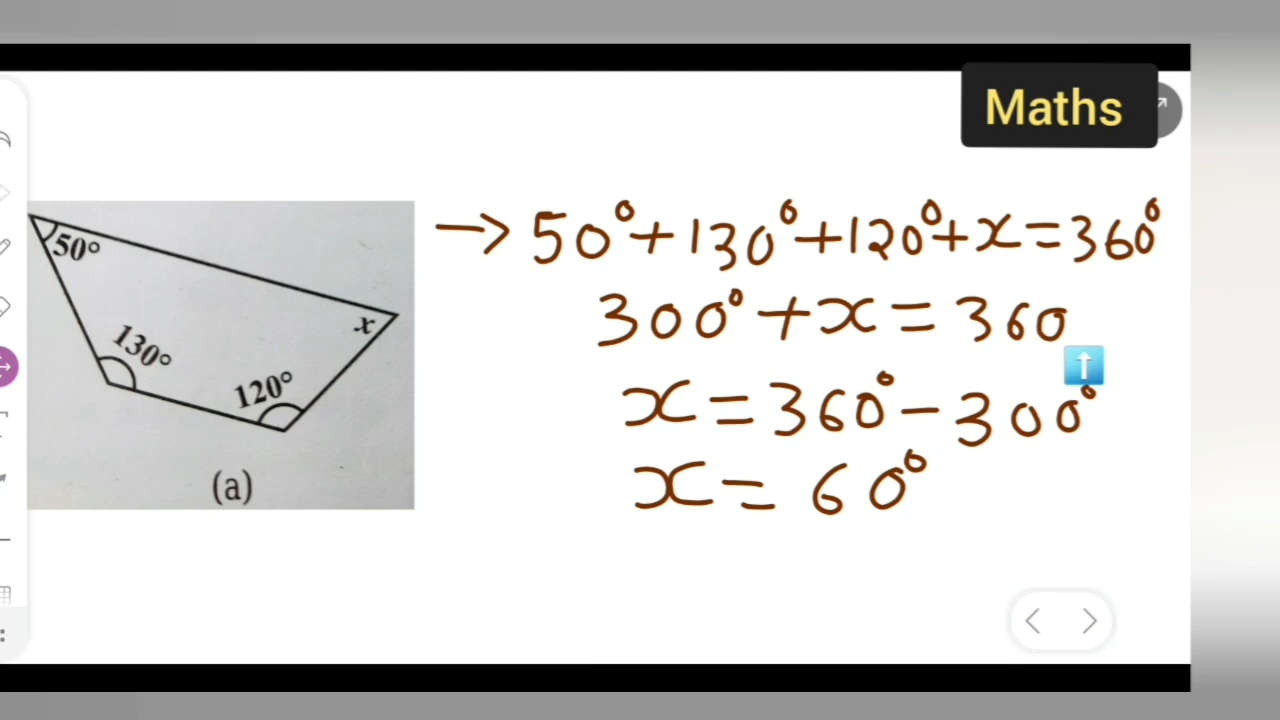 Maths
→ 50° + 130° + 120° + x = 360°
300° + x = 360
x = 360° - 300°
x = 60°
50°
x
130°
120°
(a)